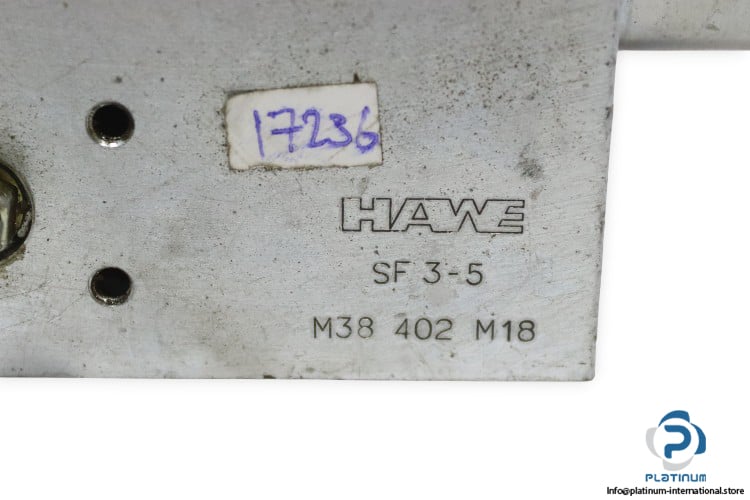 17236
HAWE
SF 3-5
M38 402 M18
PLATINUM
Info@platinum-international.store